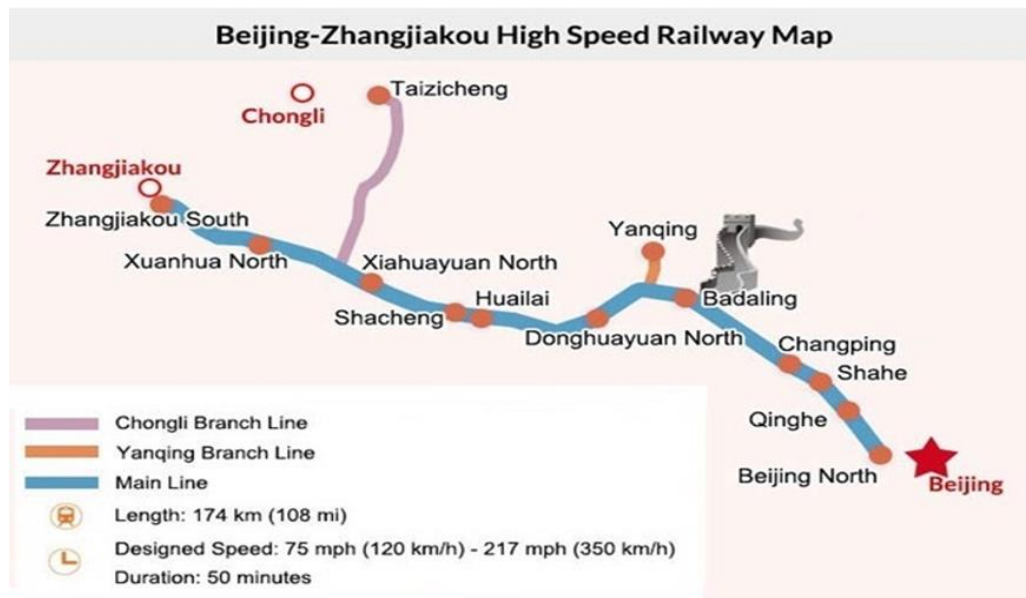 Beijing-Zhangjiakou High Speed Railway Map
Taizicheng
Chongli
Zhangjiakou
Zhangjiakou South
Yanqing
Xuanhua North
Xiahuayuan North
Huailai
Badaling
Shacheng
Donghuayuan North
Changping
Shahe
Qinghe
Beijing North
Beijing
Chongli Branch Line
Yanqing Branch Line
Main Line
Length: 174 km (108 mi)
Designed Speed: 75 mph (120 km/h) - 217 mph (350 km/h)
Duration: 50 minutes